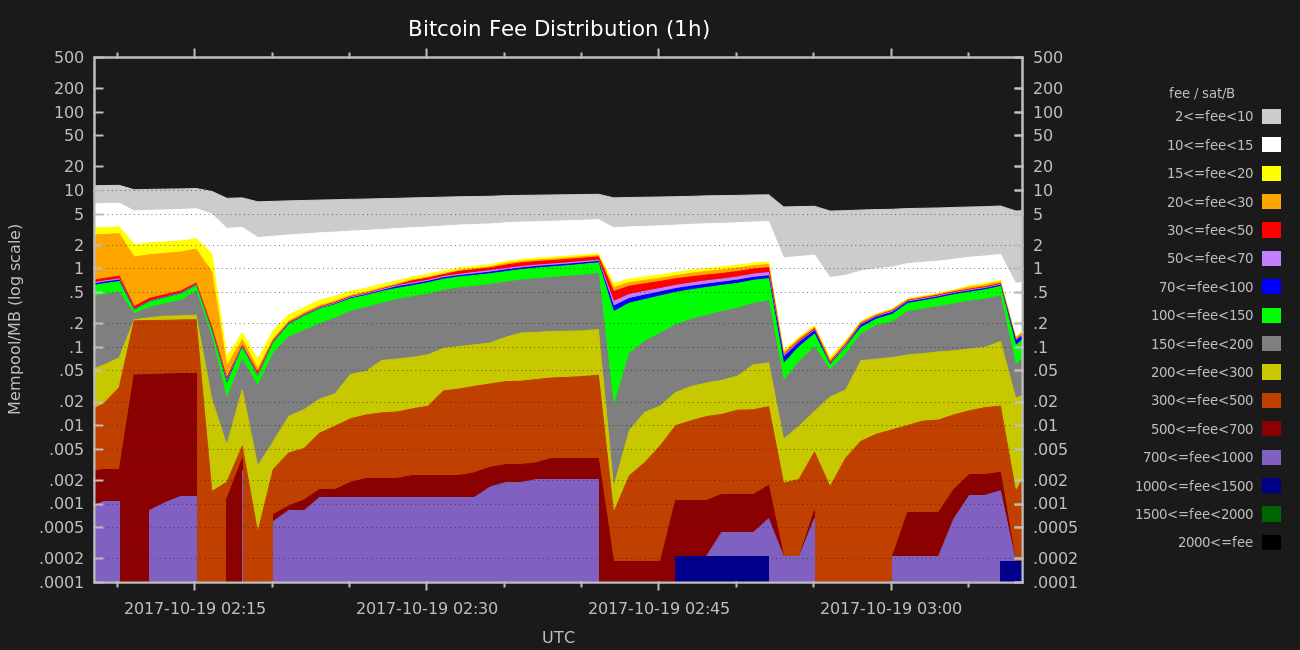 Bitcoin Fee Distribution (1h)
Mempool/MB (log scale)
500
200
100
50
20
10
5
2
1
.5
.2
.1
.05
.02
.01
.005
.002
.001
.0005
.0002
.0001
500
200
100
50
20
10
5
2
1
.5
.2
.1
.05
.02
.01
.005
.002
.001
.0005
.0002
.0001
fee / sat/B
2<=fee<10
10<=fee<15
15<=fee<20
20<=fee<30
30<=fee<50
50<=fee<70
70<=fee<100
100<=fee<150
150<=fee<200
200<=fee<300
300<=fee<500
500<=fee<700
700<=fee<1000
1000<=fee<1500
1500<=fee<2000
2000<=fee
2017-10-19 02:15 2017-10-19 02:30 2017-10-19 02:45 2017-10-19 03:00
UTC